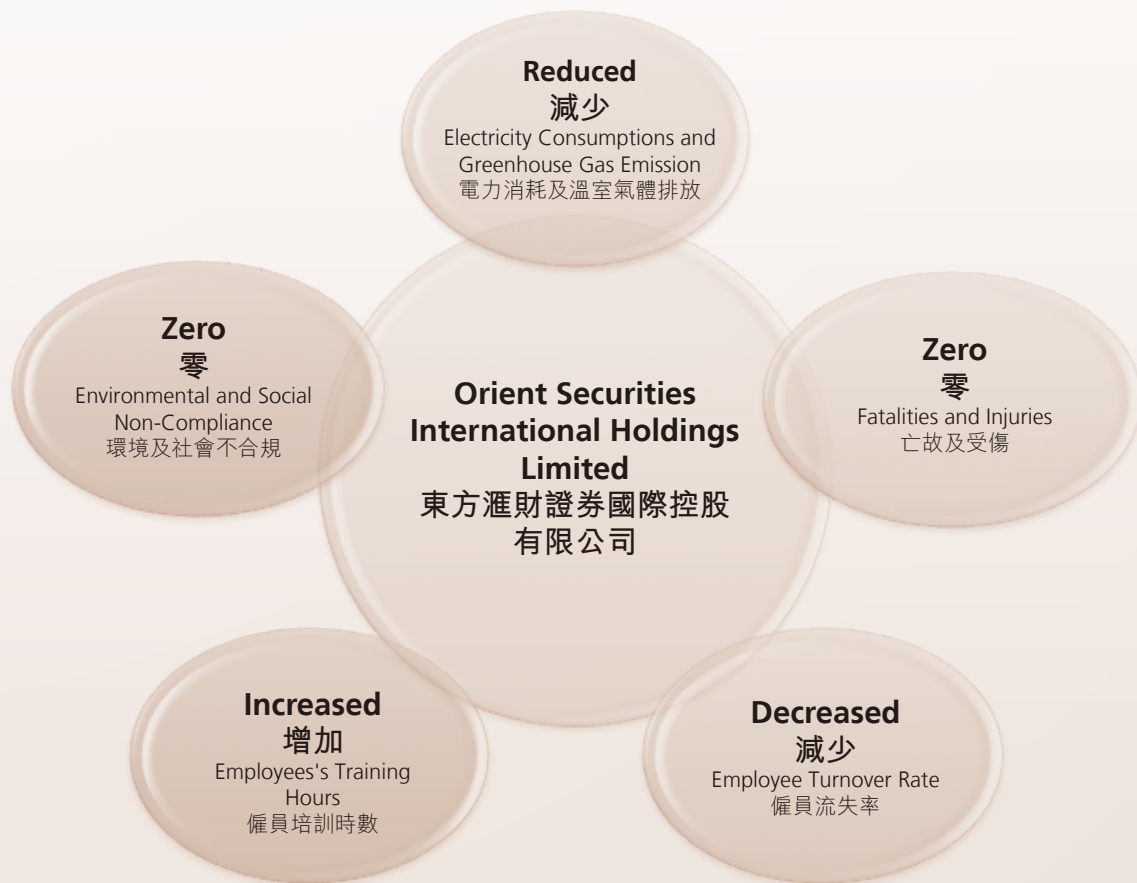 Reduced
減少
Electricity Consumptions and
Greenhouse Gas Emission
電力消耗及溫室氣體排放
Zero
零
Environmental and Social
Non-Compliance
環境及社會不合規
Zero
零
Fatalities and Injuries
亡故及受傷
Orient Securities
International Holdings
Limited
東方滙財證券國際控股
有限公司
Increased
增加
Employees's Training
Hours
僱員培訓時數
Decreased
減少
Employee Turnover Rate
僱員流失率